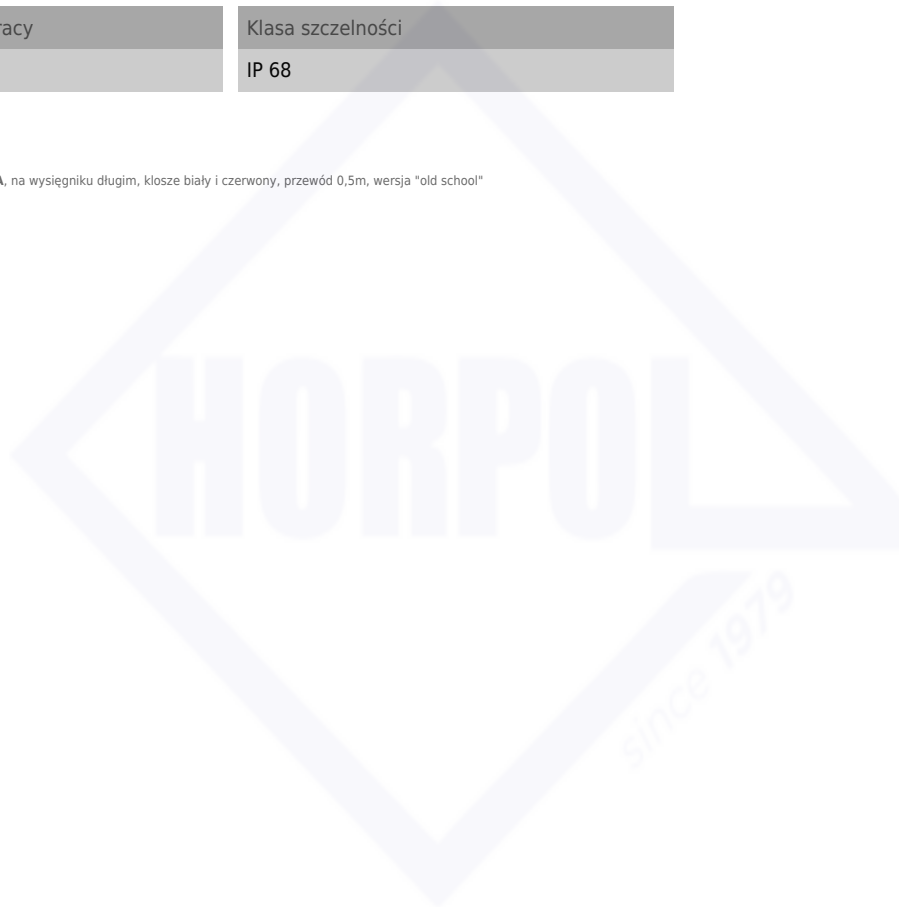 racy
Klasa szczelności
IP 68
A, na wysięgniku długim, klosze biały i czerwony, przewód 0,5m, wersja "old school"
HORPOL
since 1979